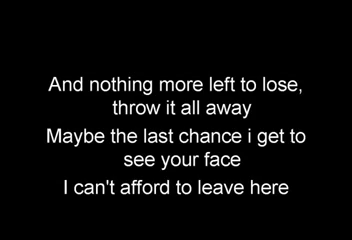 And nothing more left to lose,
throw it all away
Maybe the last chance i get to
see your face
I can't afford to leave here